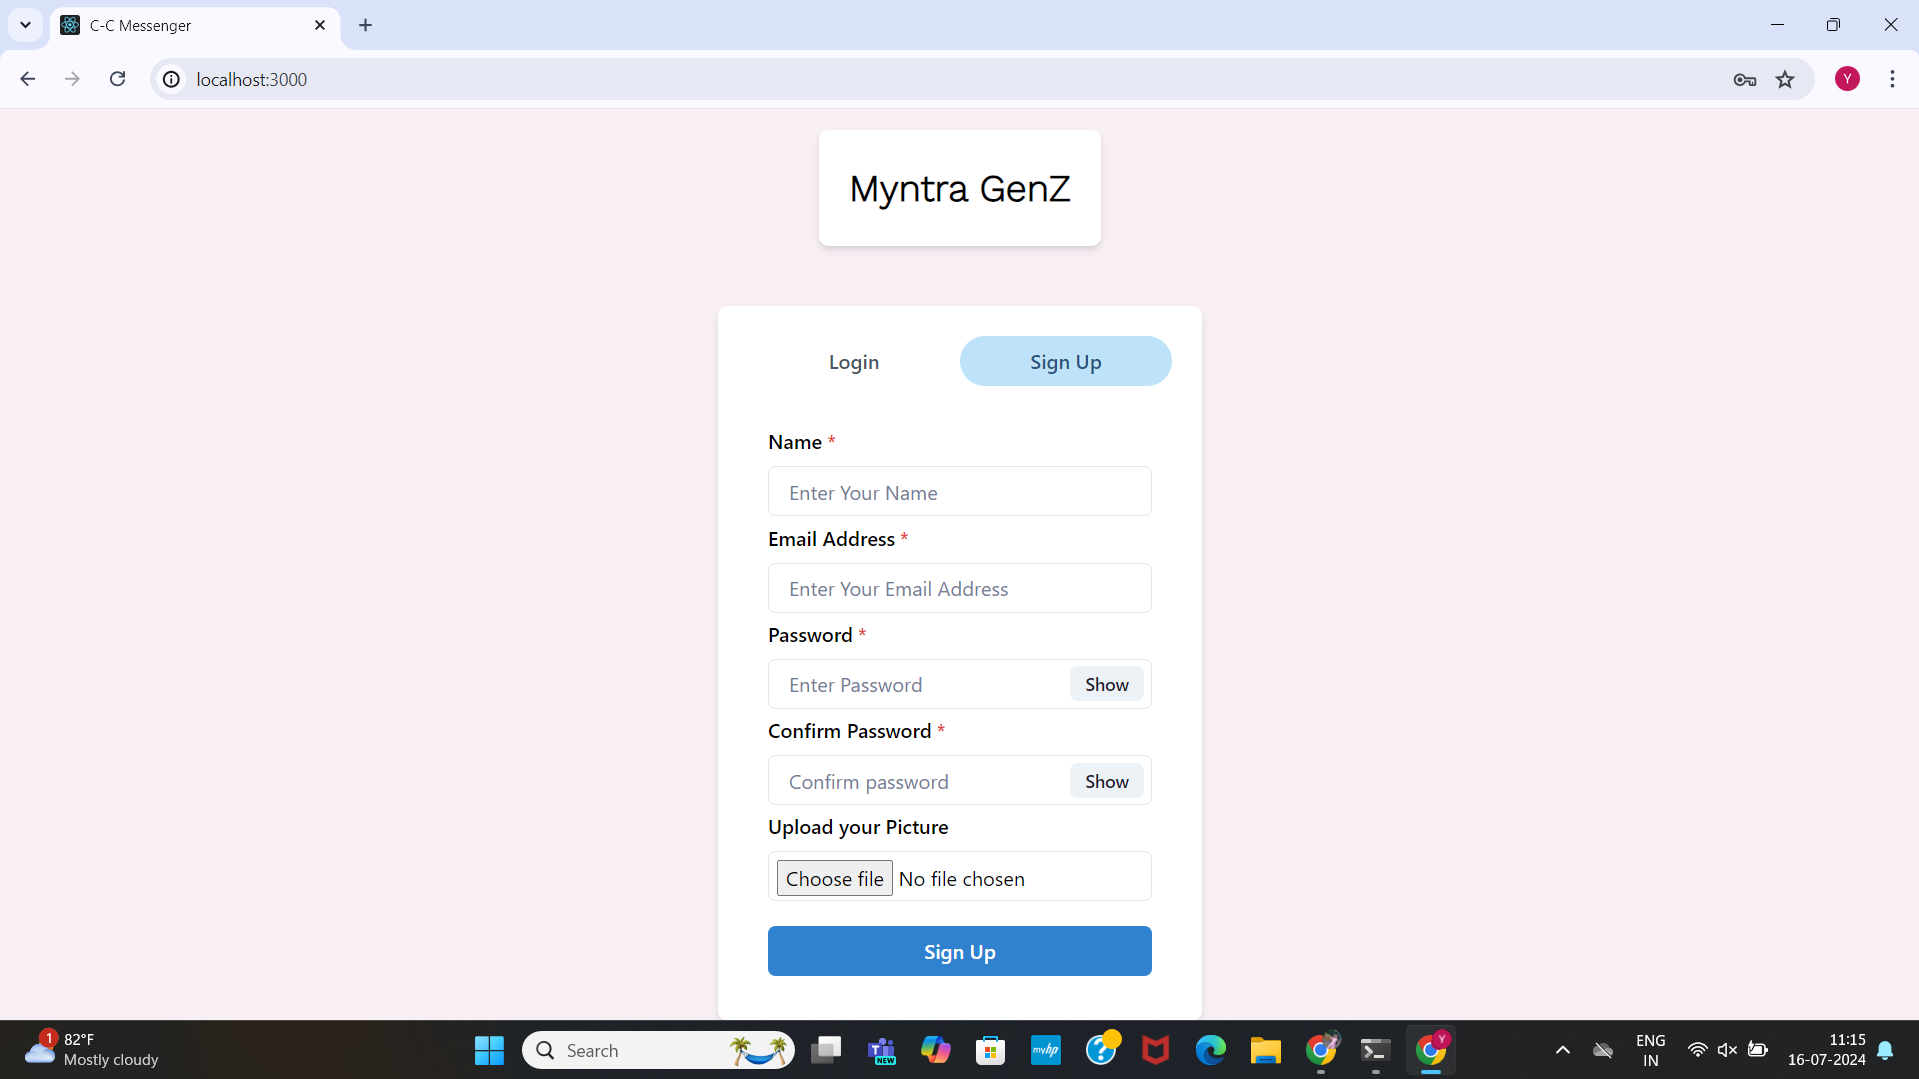 C-C Messenger
localhost:3000
Y
Myntra GenZ
Login
Sign Up
Name *
Enter Your Name
Email Address *
Enter Your Email Address
Password *
Enter Password
Show
Confirm Password *
Confirm password
Show
Upload your Picture
Choose file No file chosen
Sign Up
1
82°F
Mostly cloudy
Search
T
NEW
myhp
?
Y
ENG
IN
11:15
16-07-2024